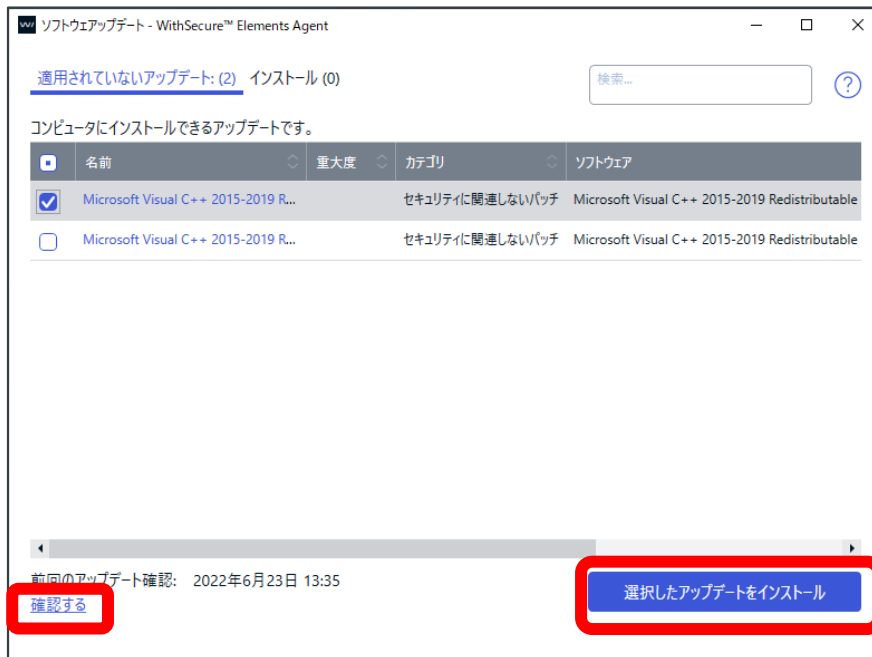 ソフトウェアアップデート - WithSecure™ Elements Agent
適用されていないアップデート: (2) インストール (0)
検索...
?
コンピュータにインストールできるアップデートです。
名前 重大度 カテゴリ ソフトウェア
Microsoft Visual C++ 2015-2019 R... セキュリティに関連しないパッチ Microsoft Visual C++ 2015-2019 Redistributable
Microsoft Visual C++ 2015-2019 R... セキュリティに関連しないパッチ Microsoft Visual C++ 2015-2019 Redistributable
前回のアップデート確認: 2022年6月23日 13:35
確認する
選択したアップデートをインストール